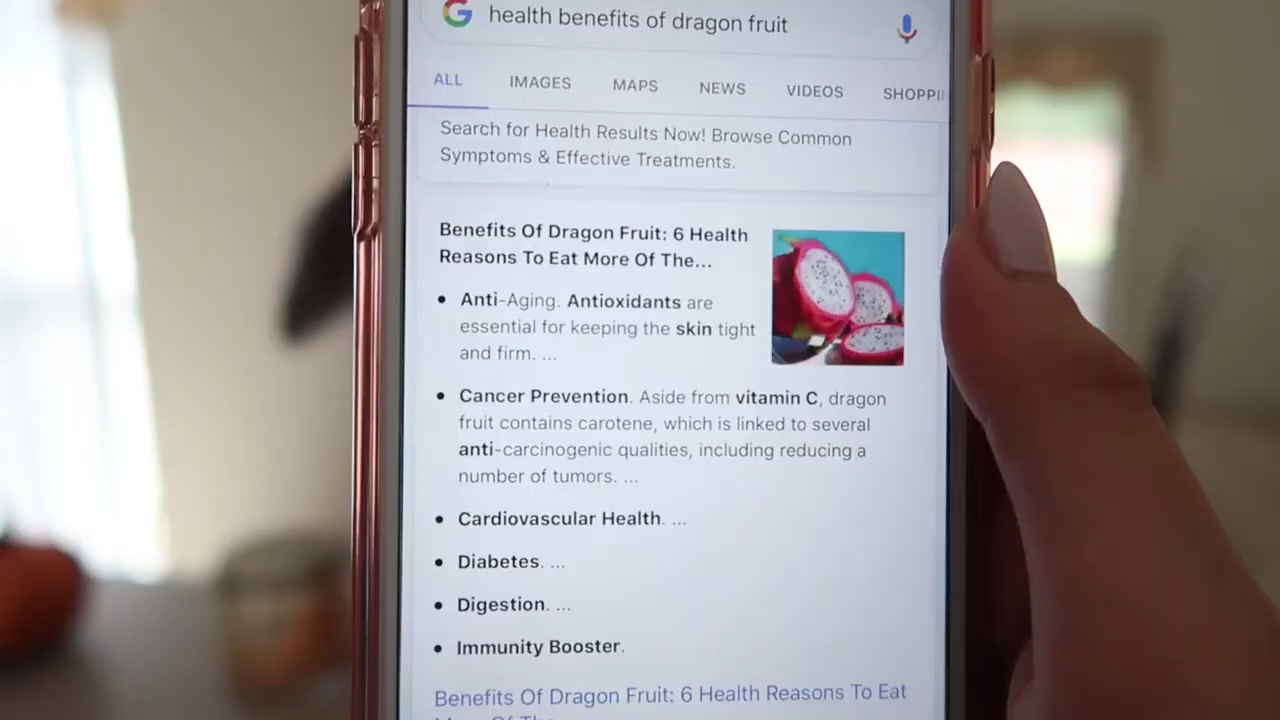 G health benefits of dragon fruit
ALL IMAGES MAPS NEWS VIDEOS SHOPPI
Search for Health Results Now! Browse Common
Symptoms & Effective Treatments.
Benefits Of Dragon Fruit: 6 Health
Reasons To Eat More Of The...
• Anti-Aging. Antioxidants are
essential for keeping the skin tight
and firm. ...
• Cancer Prevention. Aside from vitamin C, dragon
fruit contains carotene, which is linked to several
anti-carcinogenic qualities, including reducing a
number of tumors. ...
• Cardiovascular Health. ...
• Diabetes. ...
• Digestion. ...
• Immunity Booster.
Benefits Of Dragon Fruit: 6 Health Reasons To Eat